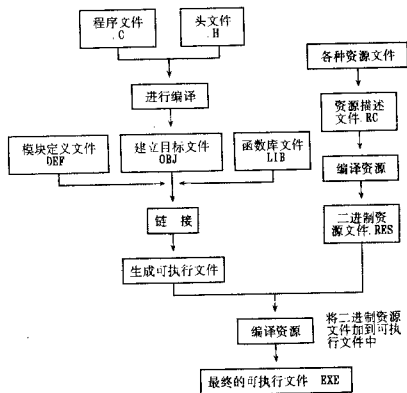 程序文件
.C
头文件
.H
各种资源文件
进行编译
资源描述
文件.RC
模块定义文件
DEF
建立目标文件
OBJ
函数库文件
LIB
编译资源
链 接
二进制资
源文件.RES
生成可执行文件
编译资源
将二进制资源
文件加到可执
行文件中
最终的可执行文件 EXE